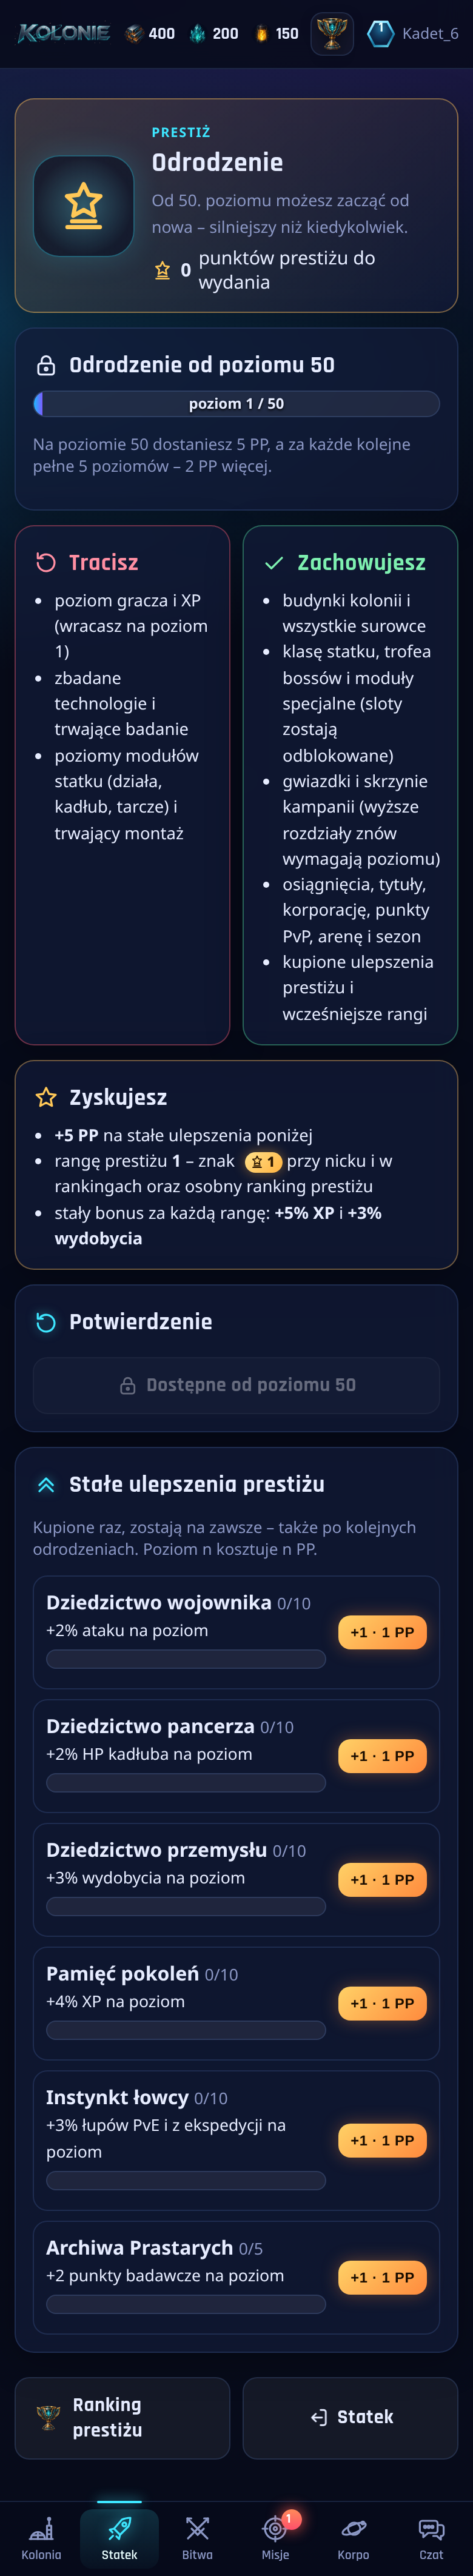 KOLONIE 400 200 150 1 Kadet_6
PRESTIŻ
Odrodzenie
Od 50. poziomu możesz zacząć od
nowa – silniejszy niż kiedykolwiek.
0 punktów prestiżu do
wydania
Odrodzenie od poziomu 50
poziom 1 / 50
Na poziomie 50 dostaniesz 5 PP, a za każde kolejne
pełne 5 poziomów – 2 PP więcej.
Tracisz
• poziom gracza i XP
(wracasz na poziom
1)
• zbadane
technologie i
trwające badanie
• poziomy modułów
statku (działa,
kadłub, tarcze) i
trwający montaż
Zachowujesz
• budynki kolonii i
wszystkie surowce
• klasę statku, trofea
bossów i moduły
specjalne (sloty
zostają
odblokowane)
• gwiazdki i skrzynie
kampanii (wyższe
rozdziały znów
wymagają poziomu)
• osiągnięcia, tytuły,
korporację, punkty
PvP, arenę i sezon
• kupione ulepszenia
prestiżu i
wcześniejsze rangi
Zyskujesz
• +5 PP na stałe ulepszenia poniżej
• rangę prestiżu 1 – znak 1 przy nicku i w
rankingach oraz osobny ranking prestiżu
• stały bonus za każdą rangę: +5% XP i +3%
wydobycia
Potwierdzenie
Dostępne od poziomu 50
Stałe ulepszenia prestiżu
Kupione raz, zostają na zawsze – także po kolejnych
odrodzeniach. Poziom n kosztuje n PP.
Dziedzictwo wojownika 0/10
+2% ataku na poziom
+1 · 1 PP
Dziedzictwo pancerza 0/10
+2% HP kadłuba na poziom
+1 · 1 PP
Dziedzictwo przemysłu 0/10
+3% wydobycia na poziom
+1 · 1 PP
Pamięć pokoleń 0/10
+4% XP na poziom
+1 · 1 PP
Instynkt łowcy 0/10
+3% łupów PvE i z ekspedycji na
poziom
+1 · 1 PP
Archiwa Prastarych 0/5
+2 punkty badawcze na poziom
+1 · 1 PP
Ranking
prestiżu
Statek
1
Kolonia Statek Bitwa Misje Korpo Czat